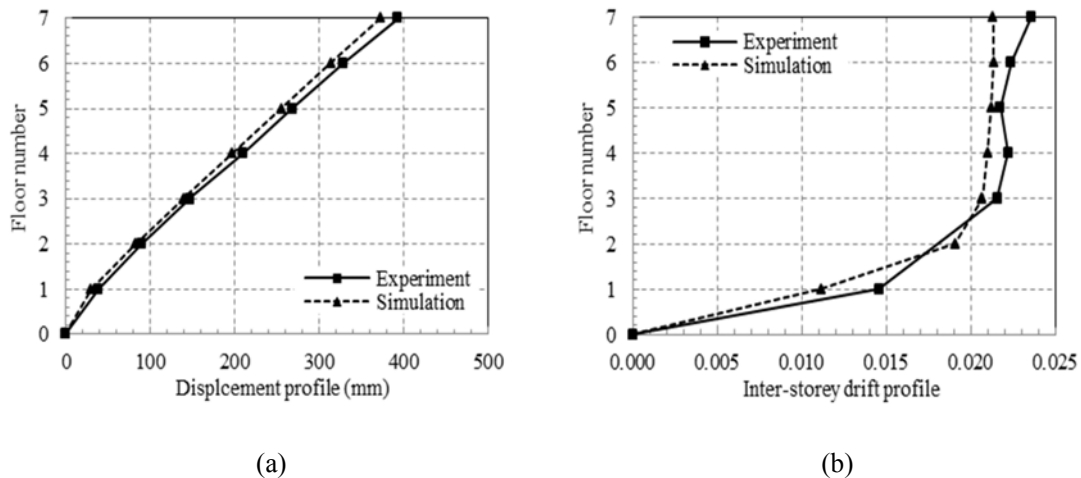 7
6
5
4
3
2
1
0
Floor number
Experiment
Simulation
0 100 200 300 400 500
Displcement profile (mm)
(a)
7
6
5
4
3
2
1
0
Floor number
Experiment
Simulation
0.000 0.005 0.010 0.015 0.020 0.025
Inter-storey drift profile
(b)